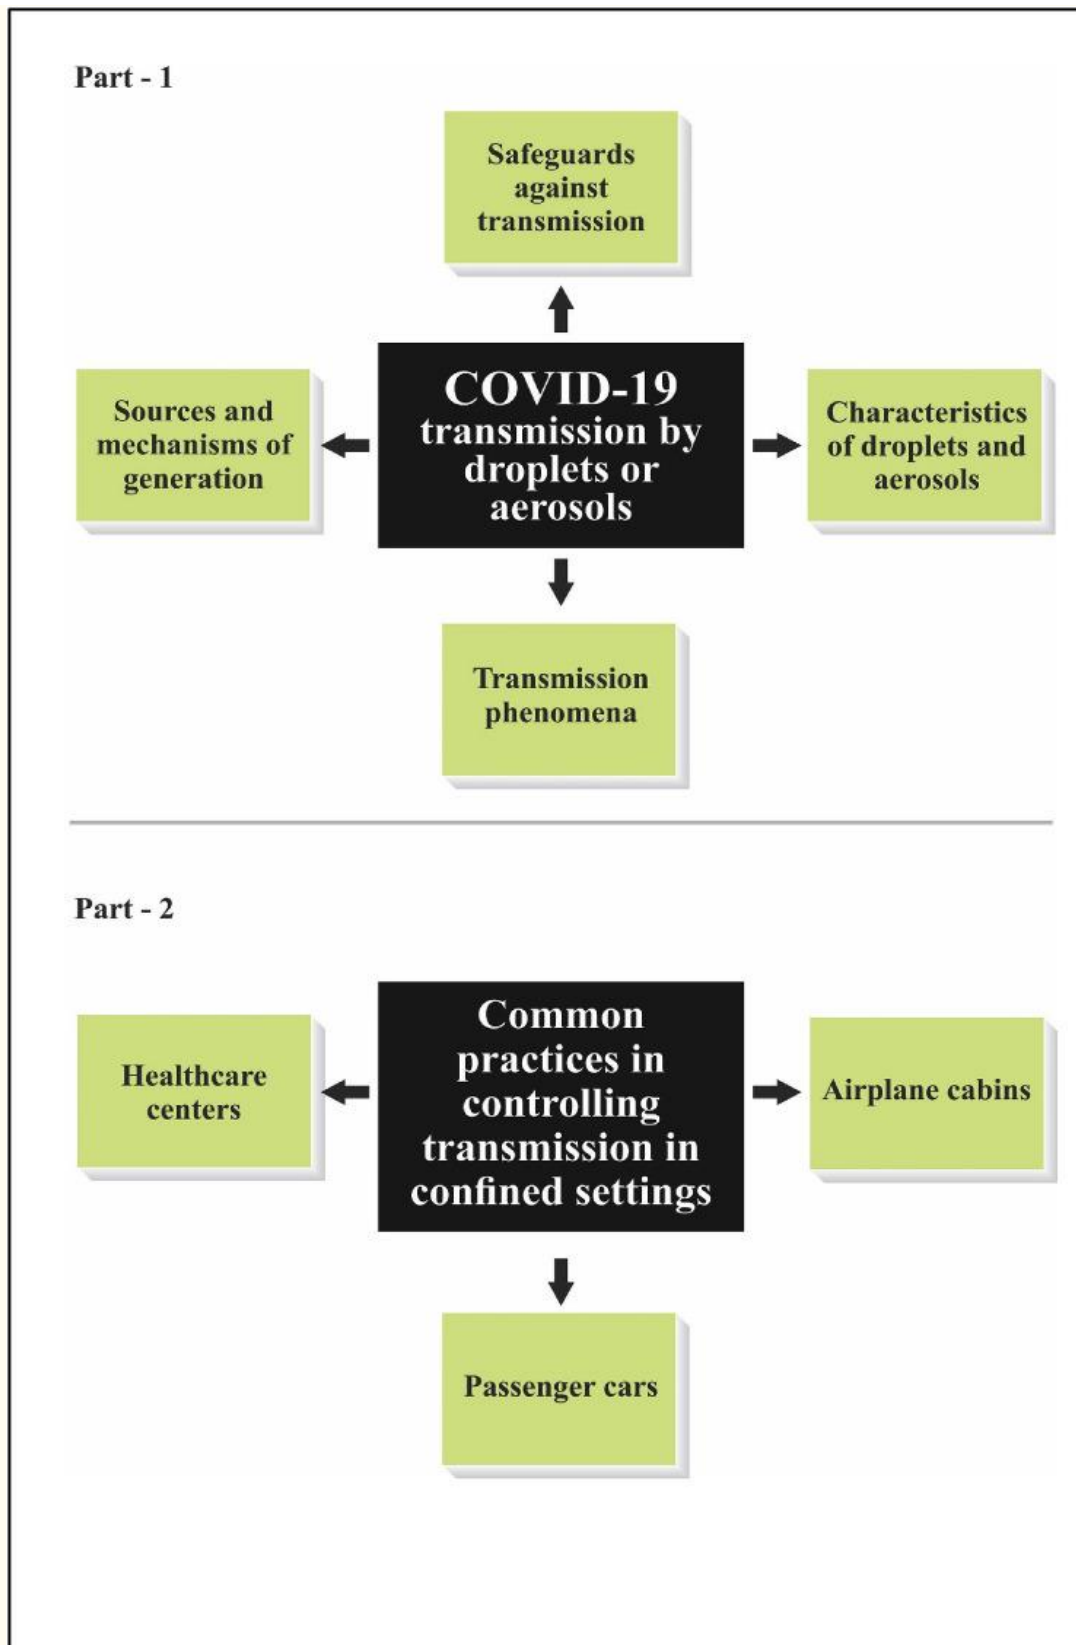 Part - 1
Safeguards
against
transmission
Sources and
mechanisms of
generation
COVID-19
transmission by
droplets or
aerosols
Characteristics
of droplets and
aerosols
Transmission
phenomena
Part - 2
Healthcare
centers
Common
practices in
controlling
transmission in
confined settings
Airplane cabins
Passenger cars